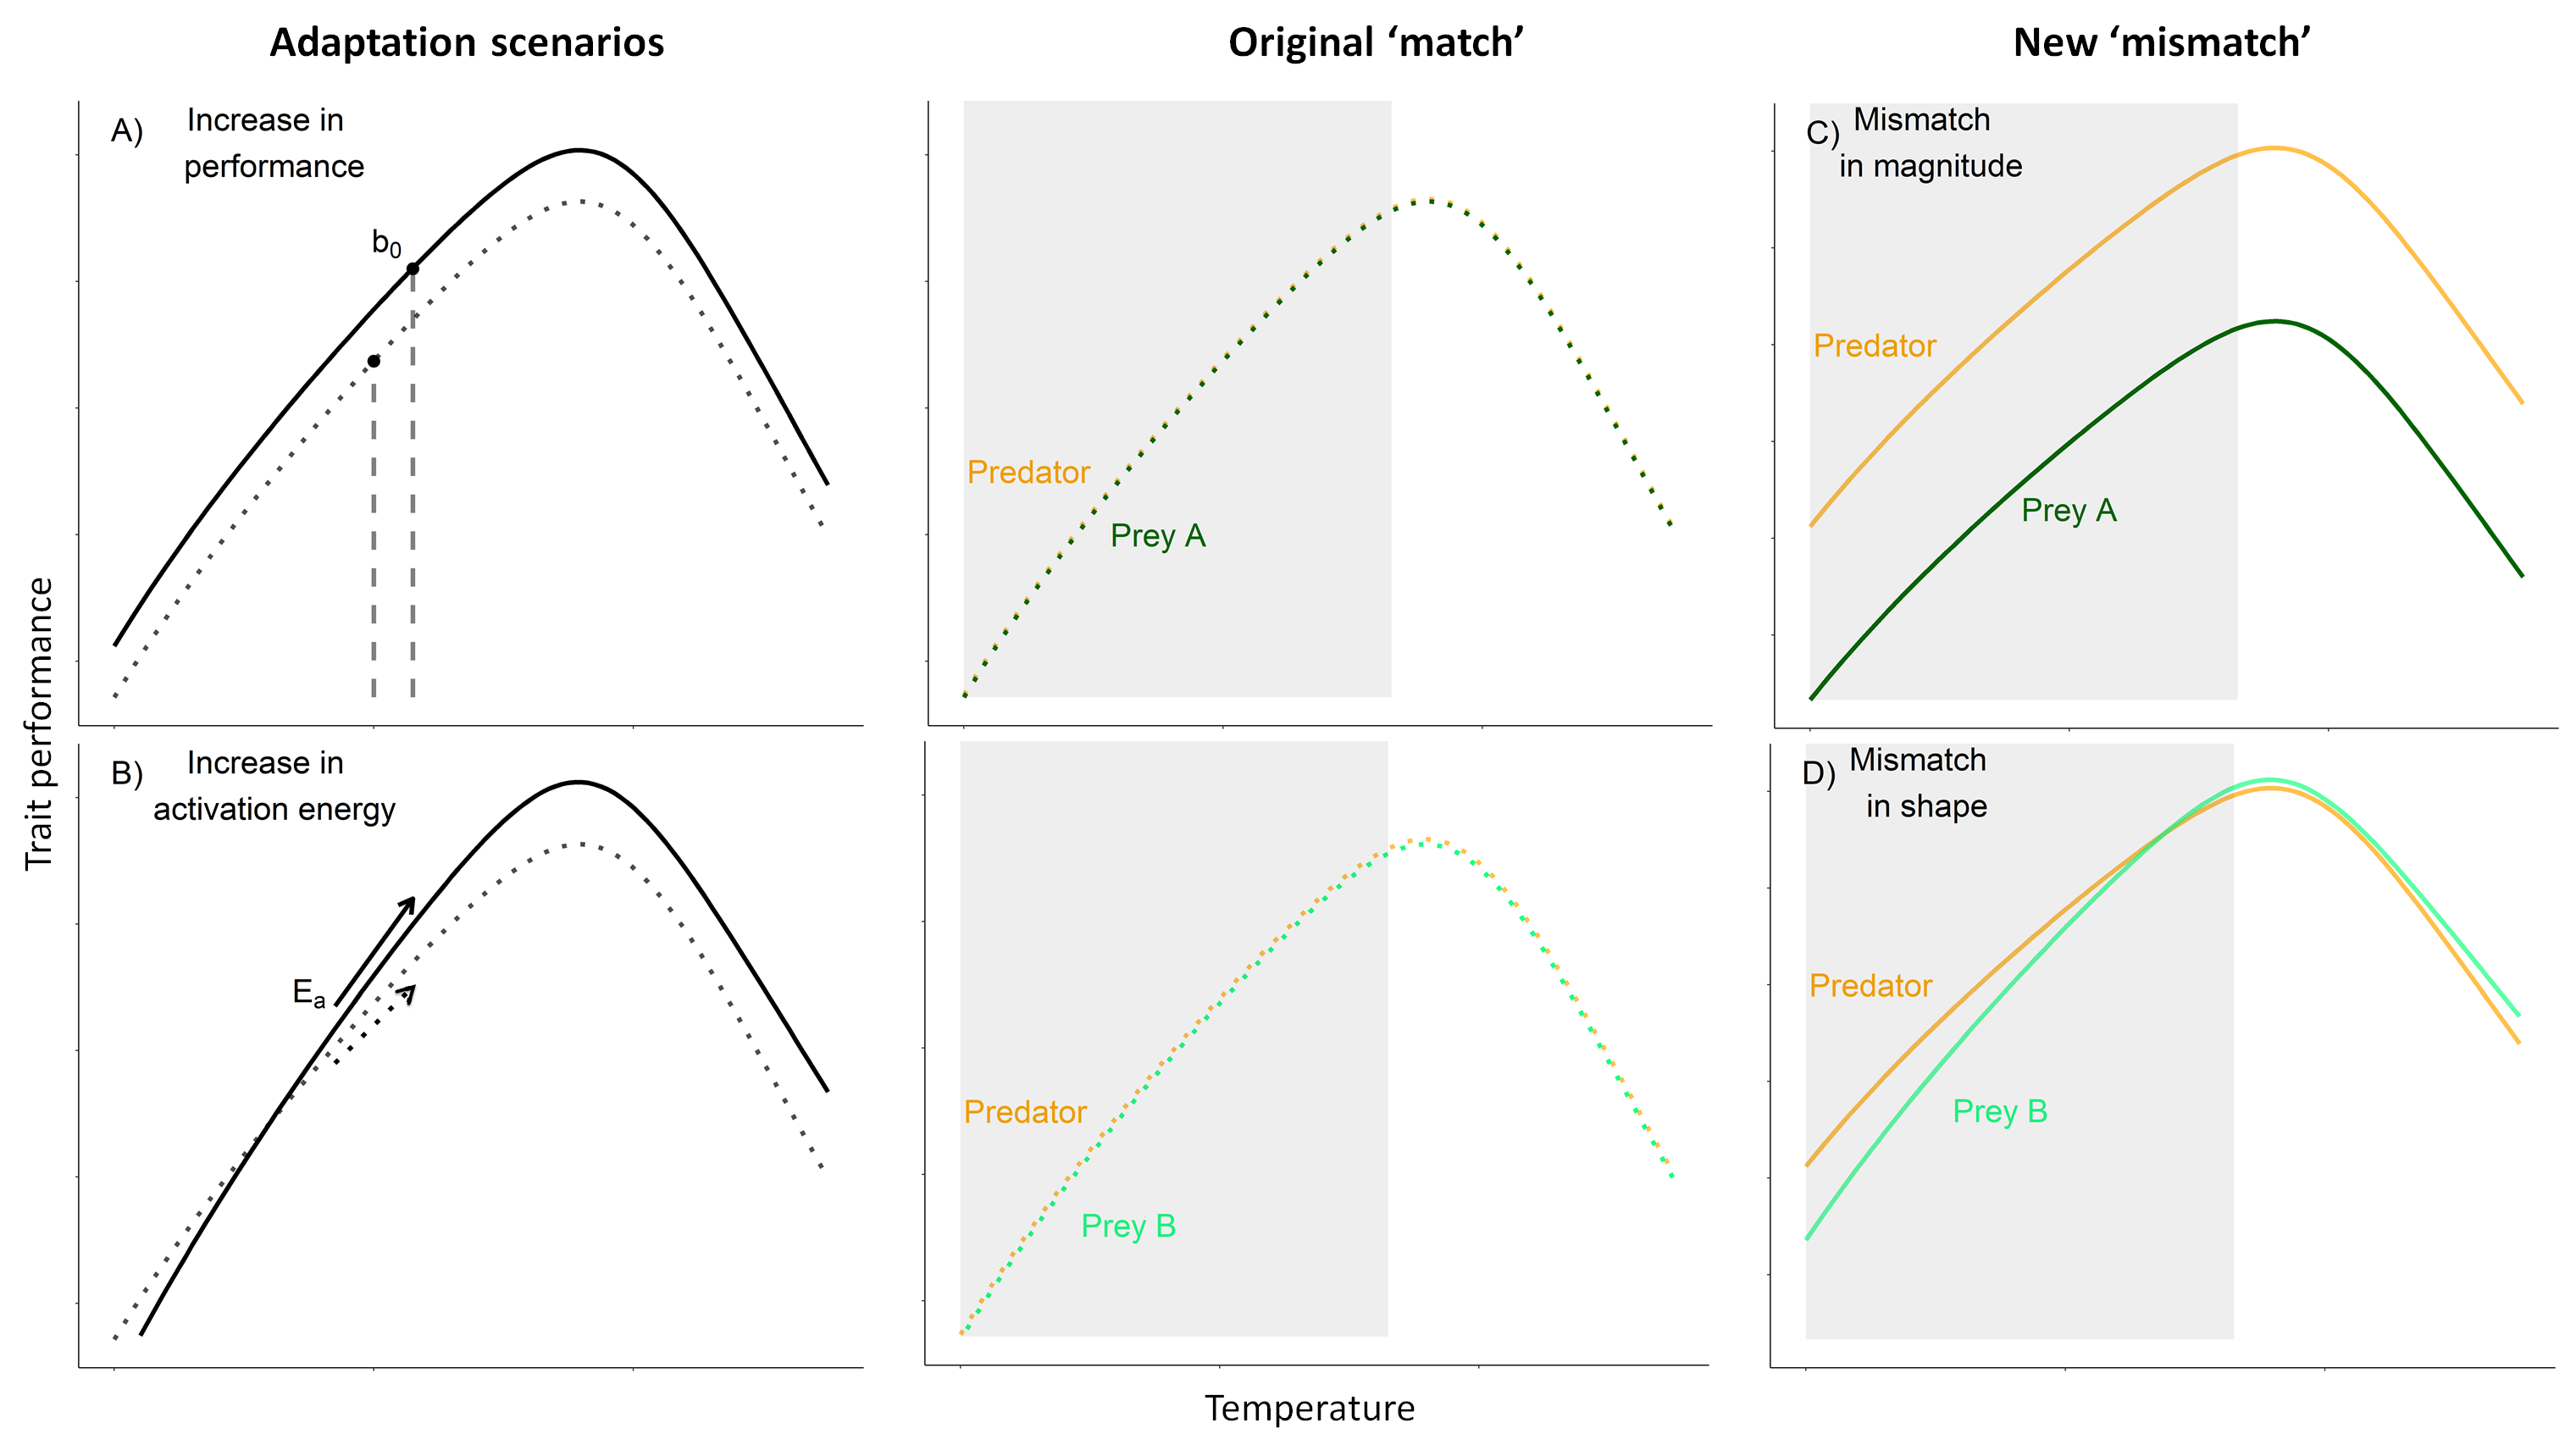 Adaptation scenarios
Original ‘match’
New ‘mismatch’
A)
Increase in
performance
b0
Predator
Prey A
C)
Mismatch
in magnitude
Predator
Prey A
Trait performance
B)
Increase in
activation energy
Ea
Predator
Prey B
D)
Mismatch
in shape
Predator
Prey B
Temperature